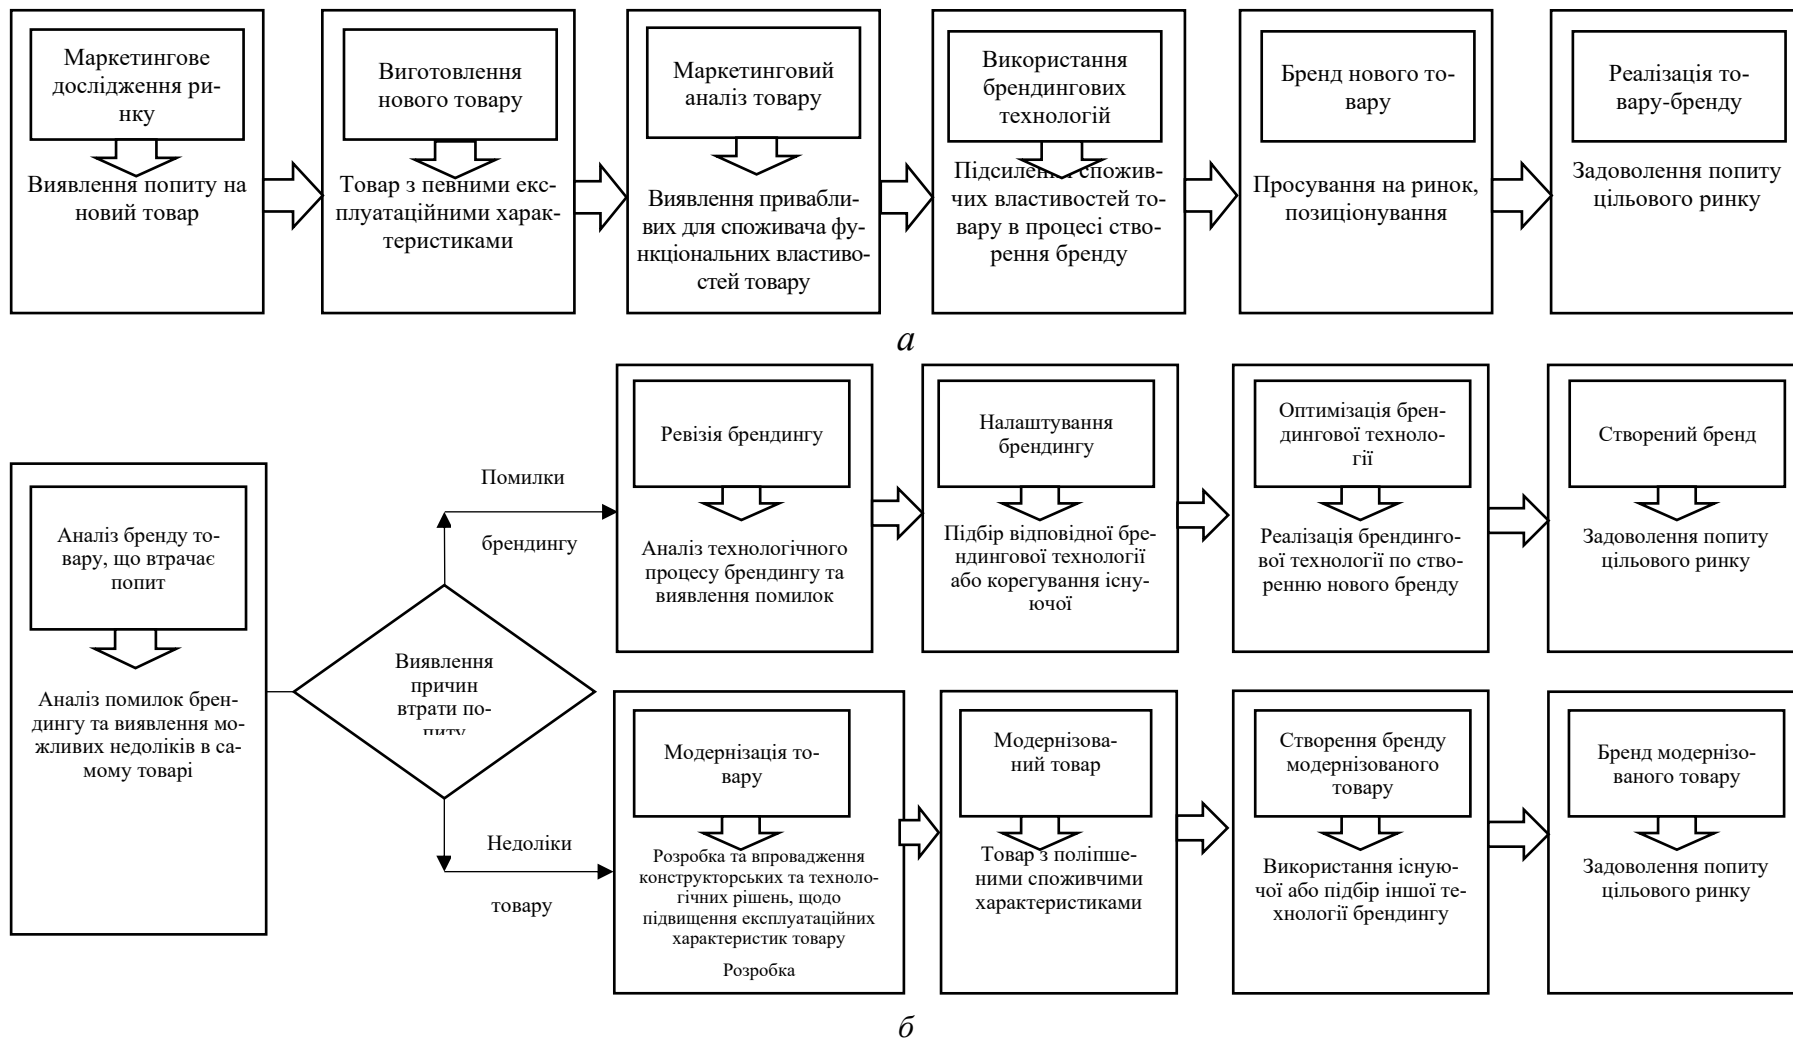 Маркетингове
дослідження ри-
нку
Виявлення попиту на
новий товар
Виготовлення
нового товару
Товар з певними екс-
плуатаційними харак-
теристиками
Маркетинговий
аналіз товару
Виявлення привабли-
вих для споживача фу-
нкціональних властиво-
стей товару
Використання
брендингових
технологій
Підсилення спожив-
чих властивостей то-
вару в процесі ство-
рення бренду
Бренд нового то-
вару
Просування на ринок,
позиціонування
Реалізація то-
вару-бренду
Задоволення попиту
цільового ринку
а
Аналіз бренду то-
вару, що втрачає
попит
Аналіз помилок брен-
дингу та виявлення мо-
жливих недоліків в са-
мому товарі
Виявлення
причин
втрати по-
питу
Помилки
брендингу
Ревізія брендингу
Аналіз технологічного
процесу брендингу та
виявлення помилок
Налаштування
брендингу
Підбір відповідної бре-
ндингової технології
або корегування існу-
ючої
Оптимізація брен-
дингової техноло-
гії
Реалізація брендинго-
вої технології по ство-
ренню нового бренду
Створений бренд
Задоволення попиту
цільового ринку
Недоліки
товару
Модернізація то-
вару
Розробка та впровадження
конструкторських та техноло-
гічних рішень, щодо
підвищення експлуатаційних
характеристик товару
Розробка
Модернізова-
ний товар
Товар з поліпше-
ними споживчими
характеристиками
Створення бренду
модернізованого
товару
Використання існую-
чої або підбір іншої те-
хнології брендингу
Бренд модернізо-
ваного товару
Задоволення попиту
цільового ринку
б